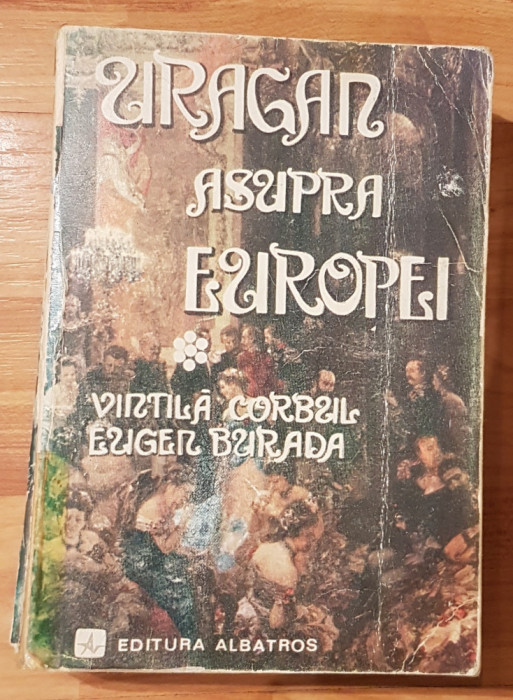 URAGAN
ASUPRA
EUROPEI
VINTILĂ CORBUL
EUGEN BURADA
EDITURA ALBATROS